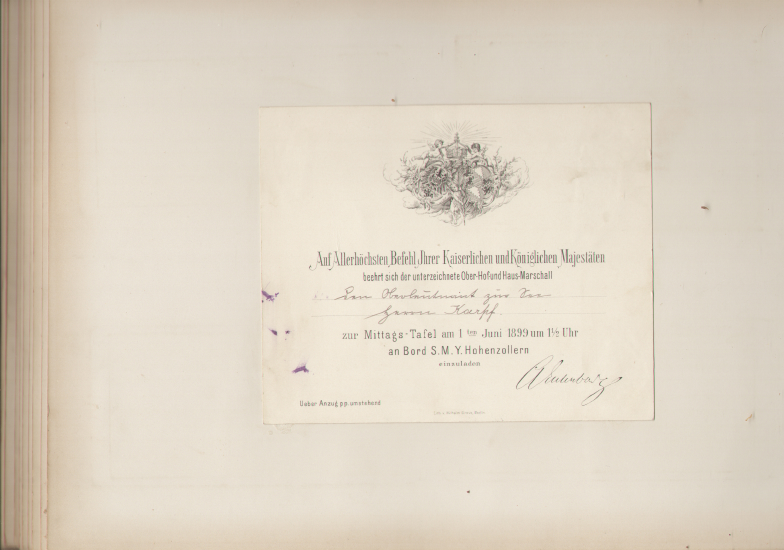 Auf Allerhöchsten Befehl Ihrer Kaiserlichen und Königlichen Majestäten
beehrt sich der unterzeichnete Ober-Hof und Haus-Marschall
den Oberleutnant zur See
Herrn Karpf
zur Mittags-Tafel am 1 ten Juni 1899 um 1½ Uhr
an Bord S.M.Y. Hohenzollern
einzuladen
Ueber Anzug pp. umstehend